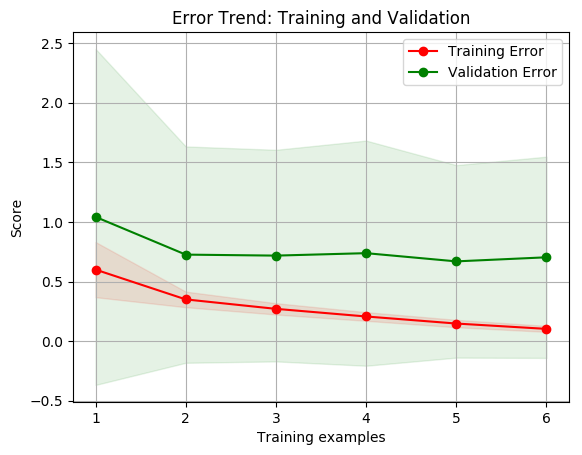 Error Trend: Training and Validation
Training Error
Validation Error
Score
2.5
2.0
1.5
1.0
0.5
0.0
−0.5
1 2 3 4 5 6
Training examples